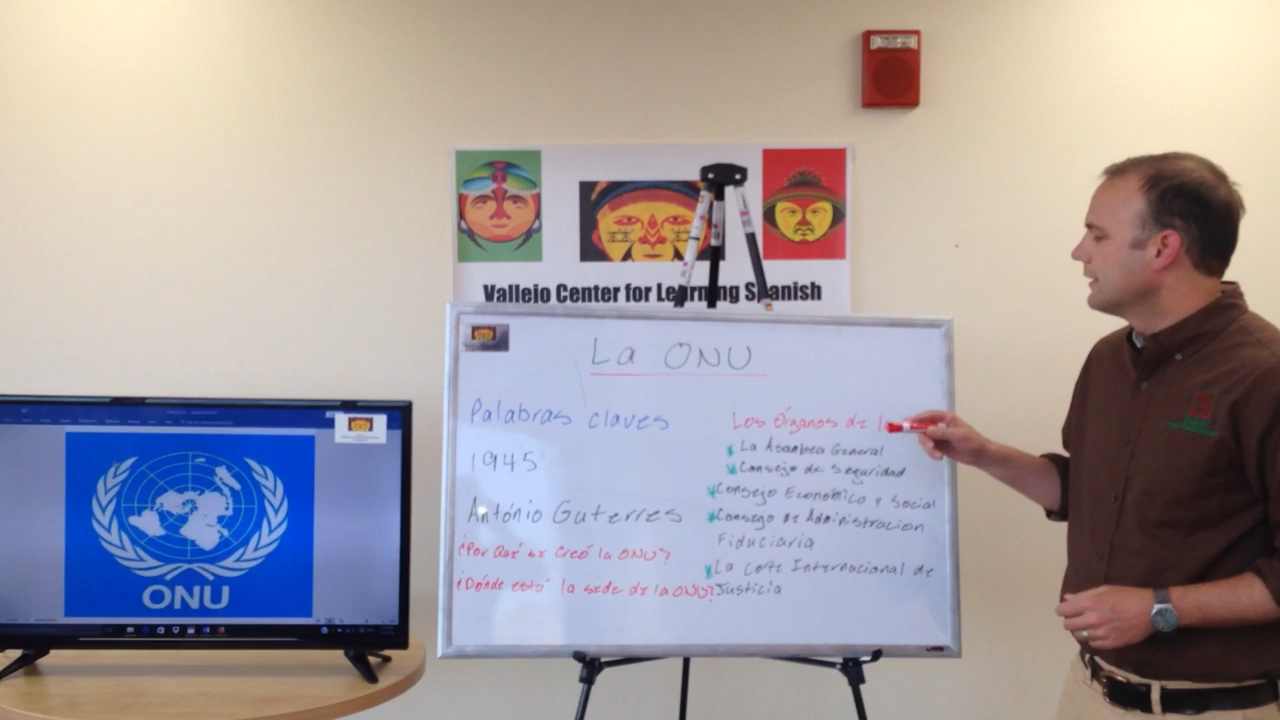 Vallejo Center for Learning Spanish
La ONU
Palabras claves
1945
António Guterres
¿Por Qué se Creó la ONU?
¿Dónde está la sede de la ONU?
Los Órganos de la
La Asamblea General
Consejo de Seguridad
Consejo Económico y Social
Consejo de Administracion
Fiduciaria
La Corte Internacional de
Justicia
ONU